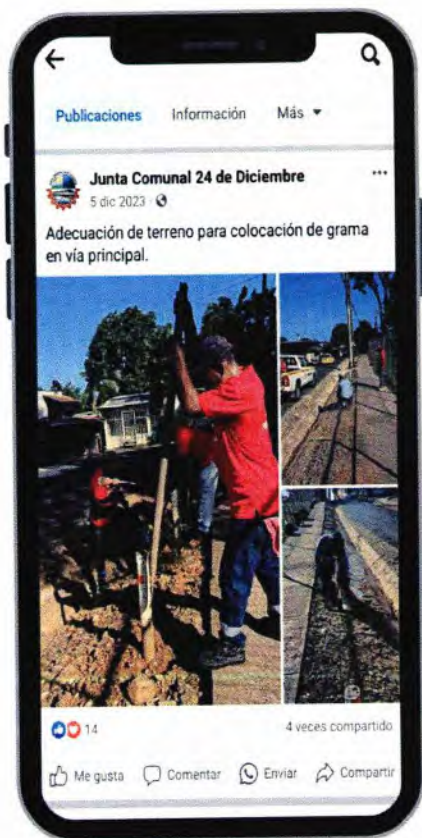 Publicaciones Información Más
Junta Comunal 24 de Diciembre
5 dic 2023
Adecuación de terreno para colocación de grama
en vía principal.
14 4 veces compartido
Me gusta Comentar Enviar Compartir